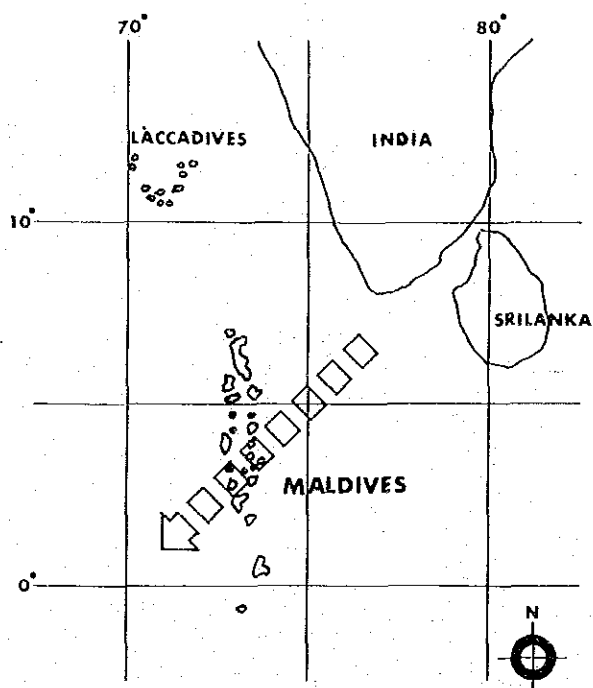 70°
80°
LACCADIVES
INDIA
10°
SRILANKA
MALDIVES
0°
N